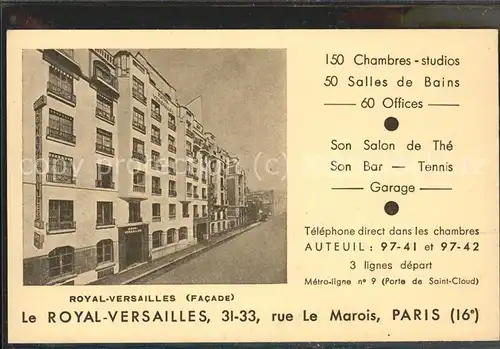 150 Chambres - studios
50 Salles de Bains
60 Offices
Son Salon de Thé
Son Bar — Tennis
Garage
Téléphone direct dans les chambres
AUTEUIL : 97-41 et 97-42
3 lignes départ
Métro-ligne nº 9 (Porte de Saint-Cloud)
ROYAL-VERSAILLES (FAÇADE)
Le ROYAL-VERSAILLES, 31-33, rue Le Marois, PARIS (16e)